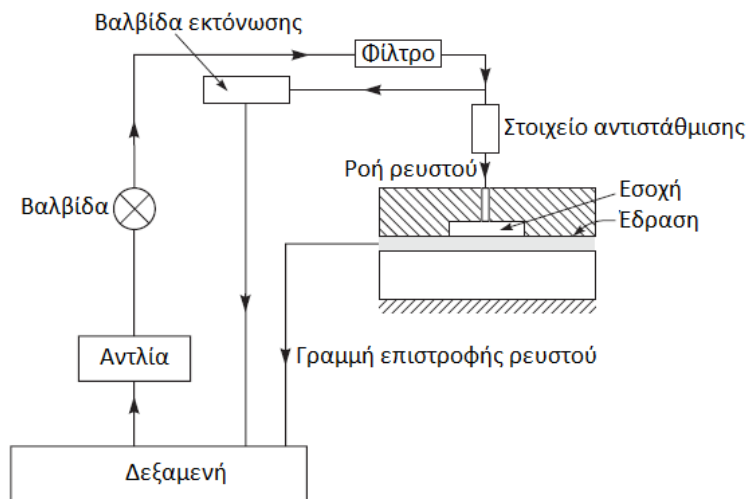 Βαλβίδα εκτόνωσης
Φίλτρο
Στοιχείο αντιστάθμισης
Ροή ρευστού
Εσοχή
Έδραση
Βαλβίδα
Γραμμή επιστροφής ρευστού
Αντλία
Δεξαμενή